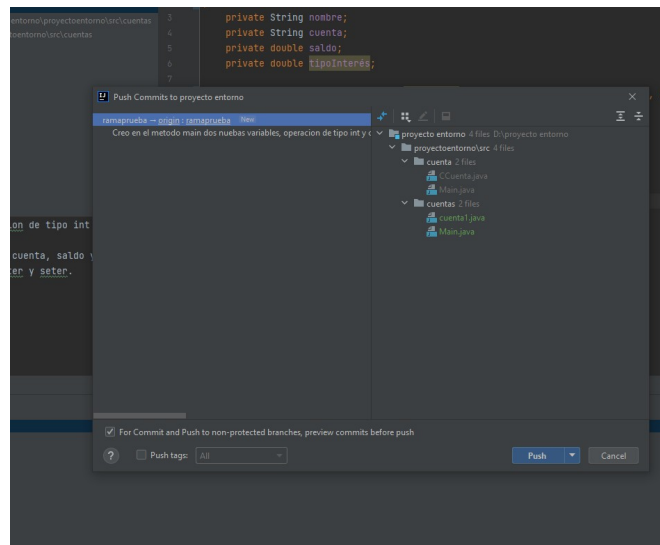 entorno\proyectoentorno\src\cuentas
toentorno\src\cuentas
3 private String nombre;
4 private String cuenta;
5 private double saldo;
6 private double tipoInterés;
7
Push Commits to proyecto entorno
ramaprueba → origin : ramaprueba New
Creo en el metodo main dos nuebas variables, operacion de tipo int y c
proyecto entorno 4 files D:\proyecto entorno
proyectoentorno\src 4 files
cuenta 2 files
CCuenta.java
Main.java
cuentas 2 files
cuenta1.java
Main.java
ion de tipo int
cuenta, saldo y
ter y seter.
For Commit and Push to non-protected branches, preview commits before push
? Push tags: All
Push
Cancel